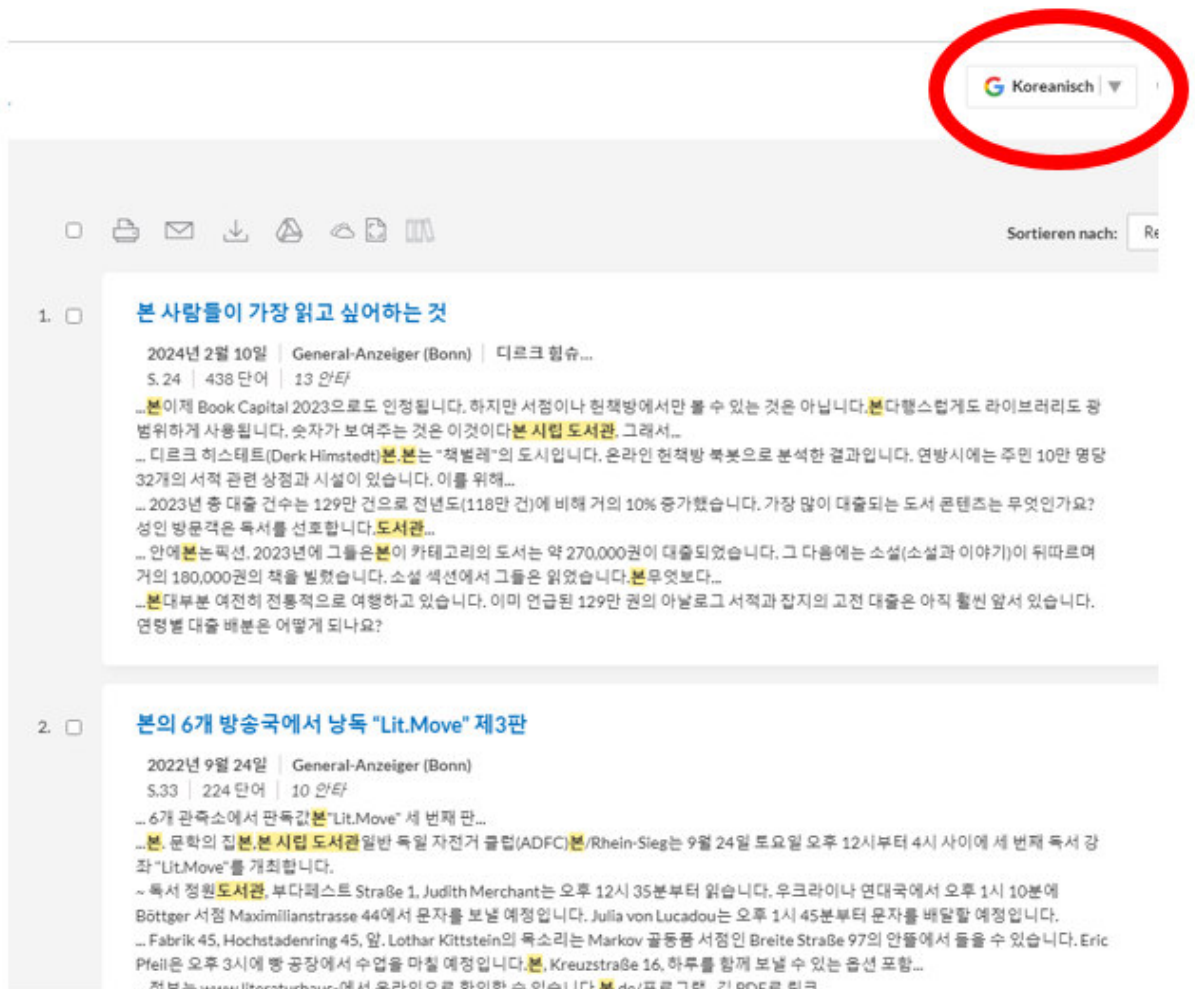 Koreanisch
Sortieren nach: Re
1. 본 사람들이 가장 읽고 싶어하는 것
2024년 2월 10일 | General-Anzeiger (Bonn) | 디르크 힘슈...
S. 24 | 438 단어 | 13 안타
...본이제 Book Capital 2023으로도 인정됩니다. 하지만 서점이나 헌책방에서만 볼 수 있는 것은 아닙니다.본다행스럽게도 라이브러리도 광
범위하게 사용됩니다. 숫자가 보여주는 것은 이것이다본 시립 도서관. 그래서...
... 디르크 히스테트(Derk Himstedt)본.본는 "책벌레"의 도시입니다. 온라인 헌책방 북봇으로 분석한 결과입니다. 연방시에는 주민 10만 명당
32개의 서적 관련 상점과 시설이 있습니다. 이를 위해...
... 2023년 총 대출 건수는 129만 건으로 전년도(118만 건)에 비해 거의 10% 증가했습니다. 가장 많이 대출되는 도서 콘텐츠는 무엇인가요?
성인 방문객은 독서를 선호합니다.도서관...
... 안에본논픽션. 2023년에 그들은본이 카테고리의 도서는 약 270,000권이 대출되었습니다. 그 다음에는 소설(소설과 이야기)이 뒤따르며
거의 180,000권의 책을 빌렸습니다. 소설 섹션에서 그들은 읽었습니다.본무엇보다...
...본대부분 여전히 전통적으로 여행하고 있습니다. 이미 언급된 129만 권의 아날로그 서적과 잡지의 고전 대출은 아직 훨씬 앞서 있습니다.
연령별 대출 배분은 어떻게 되나요?
2. 본의 6개 방송국에서 낭독 "Lit.Move" 제3판
2022년 9월 24일 | General-Anzeiger (Bonn)
S.33 | 224 단어 | 10 안타
... 6개 관측소에서 판독값본"Lit.Move" 세 번째 판...
...본. 문학의 집본,본 시립 도서관일반 독일 자전거 클럽(ADFC)본/Rhein-Sieg는 9월 24일 토요일 오후 12시부터 4시 사이에 세 번째 독서 강
좌 "Lit.Move"를 개최합니다.
~ 독서 정원도서관, 부다페스트 Straße 1, Judith Merchant는 오후 12시 35분부터 읽습니다. 우크라이나 연대국에서 오후 1시 10분에
Böttger 서점 Maximilianstrasse 44에서 문자를 보낼 예정입니다. Julia von Lucadou는 오후 1시 45분부터 문자를 배달할 예정입니다.
... Fabrik 45, Hochstadenring 45, 앞. Lothar Kittstein의 목소리는 Markov 골동품 서점인 Breite Straße 97의 안뜰에서 들을 수 있습니다. Eric
Pfeil은 오후 3시에 빵 공장에서 수업을 마칠 예정입니다.본, Kreuzstraße 16, 하루를 함께 보낼 수 있는 옵션 포함...